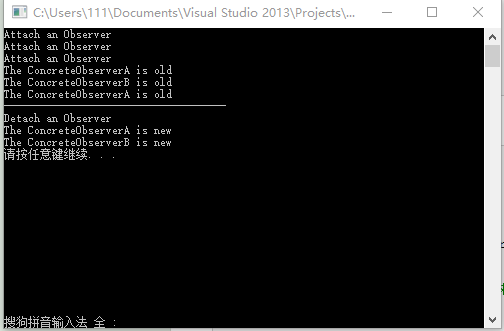 C:\Users\111\Documents\Visual Studio 2013\Projects\...
Attach an Observer
Attach an Observer
Attach an Observer
The ConcreteObserverA is old
The ConcreteObserverB is old
The ConcreteObserverA is old
Detach an Observer
The ConcreteObserverA is new
The ConcreteObserverB is new
请按任意键继续. . .
搜狗拼音输入法 全 :